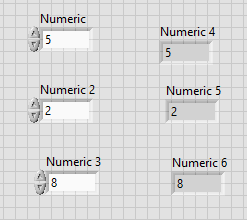 Numeric
5
Numeric 4
5
Numeric 2
2
Numeric 5
2
Numeric 3
8
Numeric 6
8